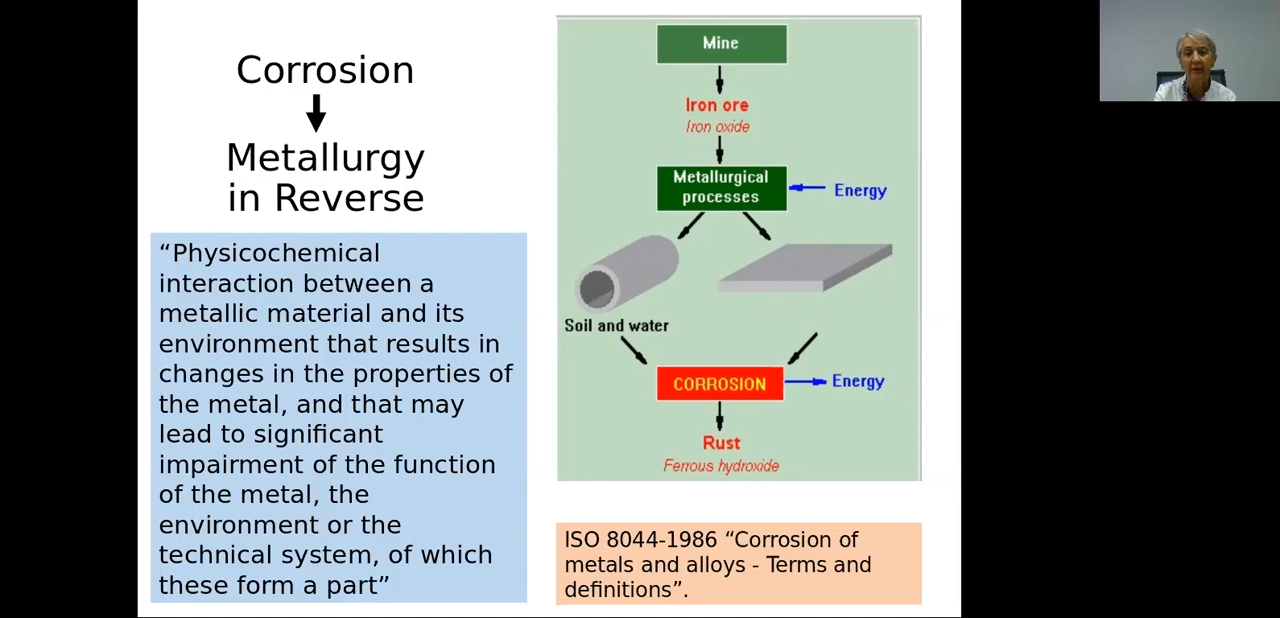 Corrosion
Metallurgy
in Reverse
“Physicochemical
interaction between a
metallic material and its
environment that results in
changes in the properties of
the metal, and that may
lead to significant
impairment of the function
of the metal, the
environment or the
technical system, of which
these form a part”
Mine
Iron ore
Iron oxide
Metallurgical
processes
Energy
Soil and water
CORROSION
Energy
Rust
Ferrous hydroxide
ISO 8044-1986 “Corrosion of
metals and alloys - Terms and
definitions”.